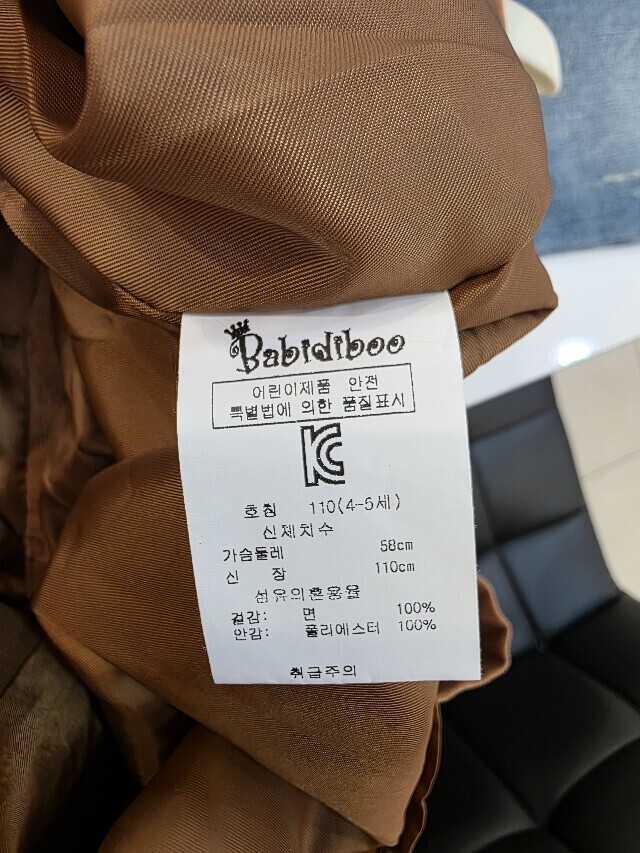 Babidiboo
어린이제품 안전
특별법에 의한 품질표시
KC
호칭 110(4-5세)
신체치수
가슴둘레 58cm
신 장 110cm
섬유의혼용율
겉감: 면 100%
안감: 폴리에스터 100%
취급주의